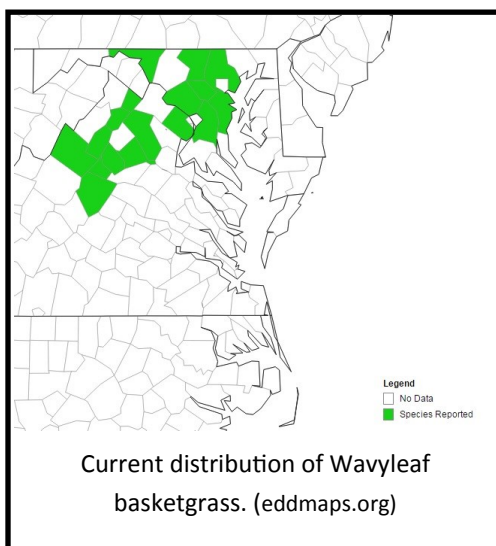 Legend
No Data
Species Reported
Current distribution of Wavyleaf
basketgrass. (eddmaps.org)